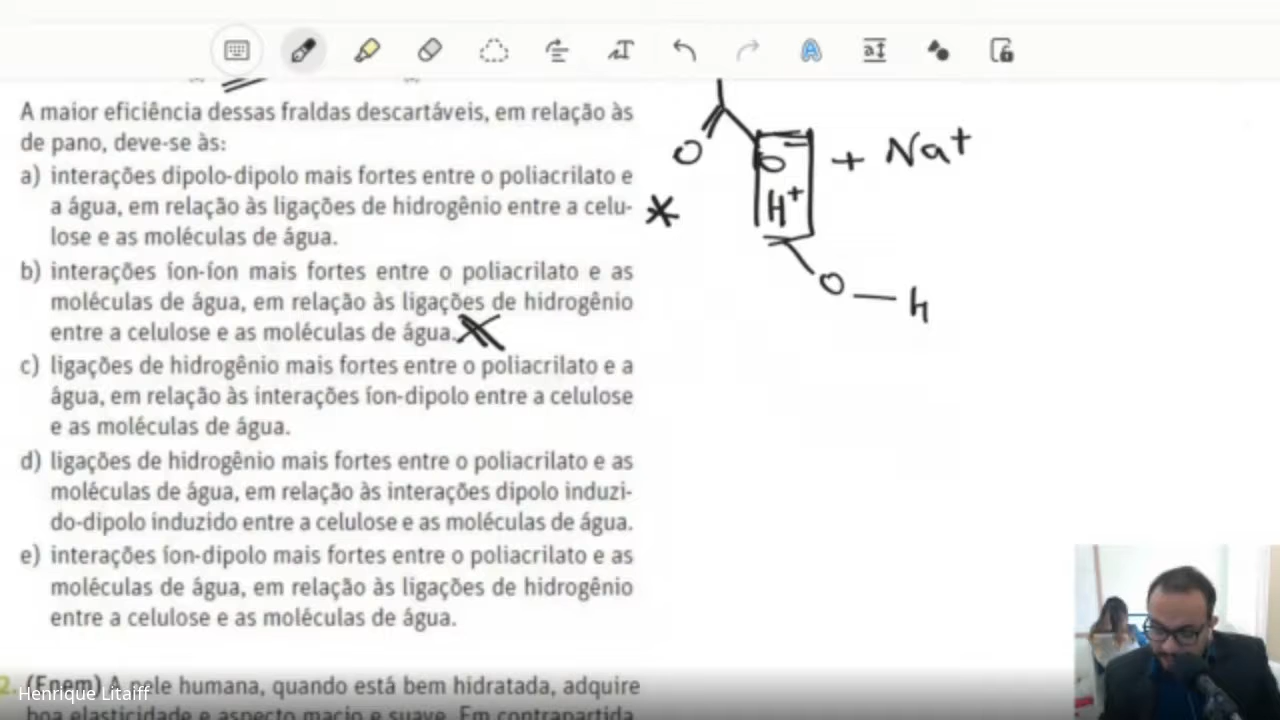 A maior eficiência dessas fraldas descartáveis, em relação às
de pano, deve-se às:
a) interações dipolo-dipolo mais fortes entre o poliacrilato e
a água, em relação às ligações de hidrogênio entre a celu-
lose e as moléculas de água.
b) interações íon-íon mais fortes entre o poliacrilato e as
moléculas de água, em relação às ligações de hidrogênio
entre a celulose e as moléculas de água.
c) ligações de hidrogênio mais fortes entre o poliacrilato e a
água, em relação às interações íon-dipolo entre a celulose
e as moléculas de água.
d) ligações de hidrogênio mais fortes entre o poliacrilato e as
moléculas de água, em relação às interações dipolo induzi-
do-dipolo induzido entre a celulose e as moléculas de água.
e) interações íon-dipolo mais fortes entre o poliacrilato e as
moléculas de água, em relação às ligações de hidrogênio
entre a celulose e as moléculas de água.
2. (Enem) A pele humana, quando está bem hidratada, adquire
boa elasticidade e aspecto macio e suave. Em contrapartida,
Henrique Litaiff
O O⁻ + Na⁺
* H⁺
O — H